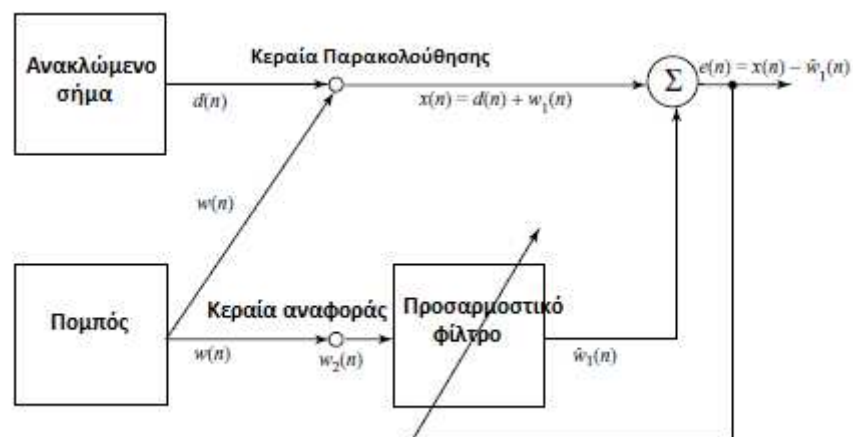 Ανακλώμενο
σήμα
d(n)
Κεραία Παρακολούθησης
x(n) = d(n) + w₁(n)
Σ
e(n) = x(n) − ŵ₁(n)
w(n)
Πομπός
w(n)
Κεραία αναφοράς
w₂(n)
Προσαρμοστικό
φίλτρο
ŵ₁(n)